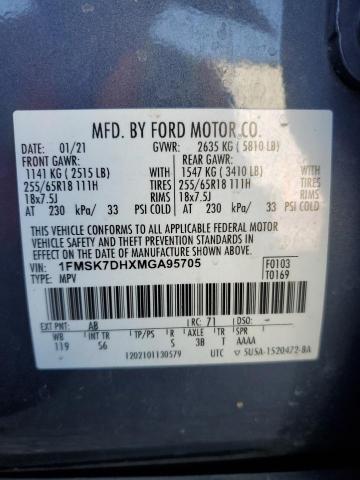 MFD. BY FORD MOTOR CO.
DATE: 01/21 GVWR: 2635 KG ( 5810 LB)
FRONT GAWR: REAR GAWR:
1141 KG ( 2515 LB) WITH 1547 KG ( 3410 LB) WITH
255/65R18 111H TIRES 255/65R18 111H TIRES
18x7.5J RIMS 18x7.5J RIMS
AT 230 kPa/ 33 PSI COLD AT 230 kPa/ 33 PSI COLD
THIS VEHICLE CONFORMS TO ALL APPLICABLE FEDERAL MOTOR VEHICLE
SAFETY, BUMPER, AND THEFT PREVENTION STANDARDS IN
EFFECT ON THE DATE OF MANUFACTURE SHOWN ABOVE.
VIN: 1FMSK7DHXMGA95705 F0103
TYPE: MPV T0169
EXT PNT: AB RC: 71 DSO:
WB INT TR TP/PS R AXLE TR SPR
119 56 S 3B T AAAA
1202101130579 UTC SUSA-1520472-BA